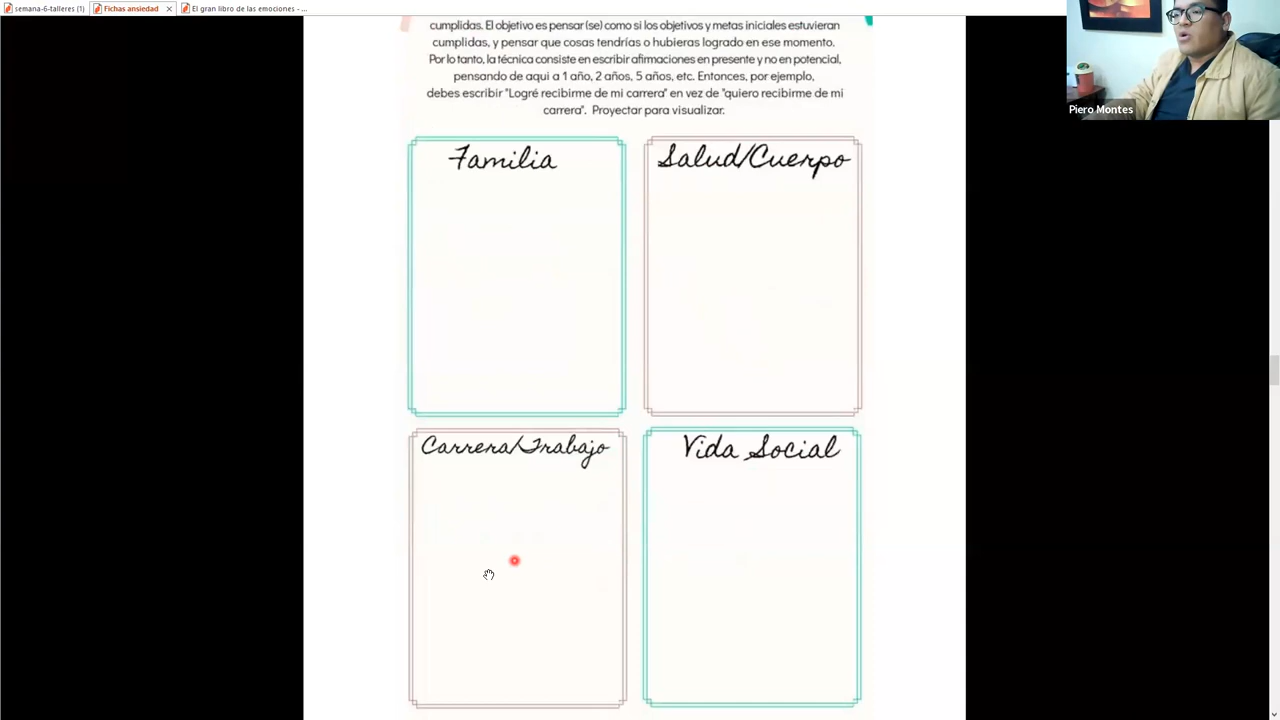 semana-6-talleres (1)
Fichas ansiedad
El gran libro de las emociones - ...
Piero Montes
cumplidas. El objetivo es pensar (se) como si los objetivos y metas iniciales estuvieran
cumplidas, y pensar que cosas tendrías o hubieras logrado en ese momento.
Por lo tanto, la técnica consiste en escribir afirmaciones en presente y no en potencial,
pensando de aqui a 1 año, 2 años, 5 años, etc. Entonces, por ejemplo,
debes escribir "Logré recibirme de mi carrera" en vez de "quiero recibirme de mi
carrera". Proyectar para visualizar.
Familia
Salud/Cuerpo
Carrera/Trabajo
Vida Social